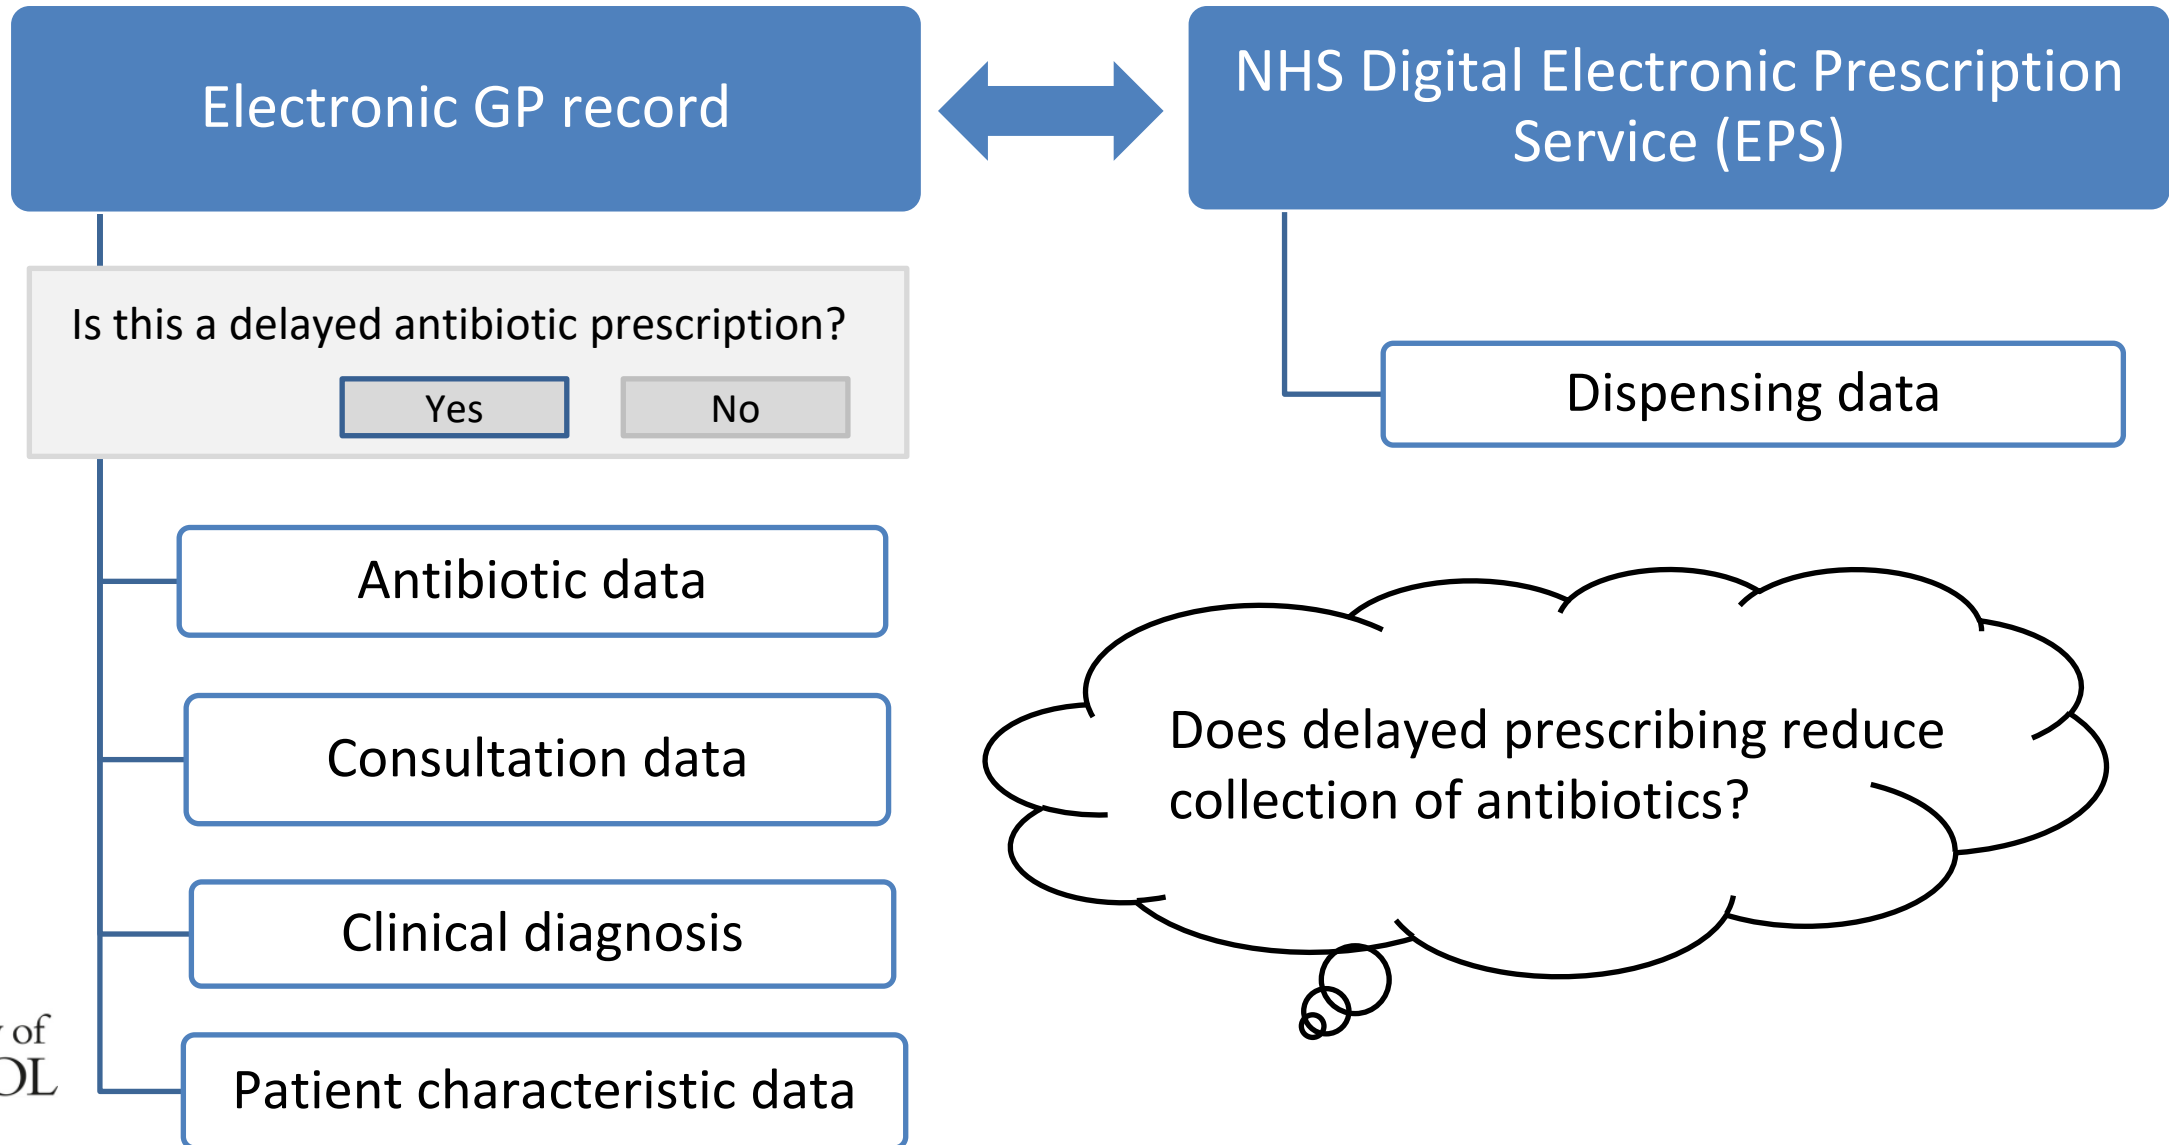 Electronic GP record
NHS Digital Electronic Prescription
Service (EPS)
Is this a delayed antibiotic prescription?
Yes
No
Dispensing data
Antibiotic data
Consultation data
Clinical diagnosis
Patient characteristic data
Does delayed prescribing reduce
collection of antibiotics?
of